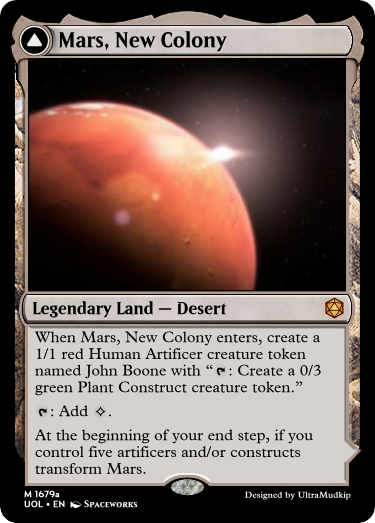 Mars, New Colony
Legendary Land — Desert
When Mars, New Colony enters, create a
1/1 red Human Artificer creature token
named John Boone with “: Create a 0/3
green Plant Construct creature token.”
: Add .
At the beginning of your end step, if you
control five artificers and/or constructs
transform Mars.
M 1679a
UOL • EN Spaceworks
Designed by UltraMudkip